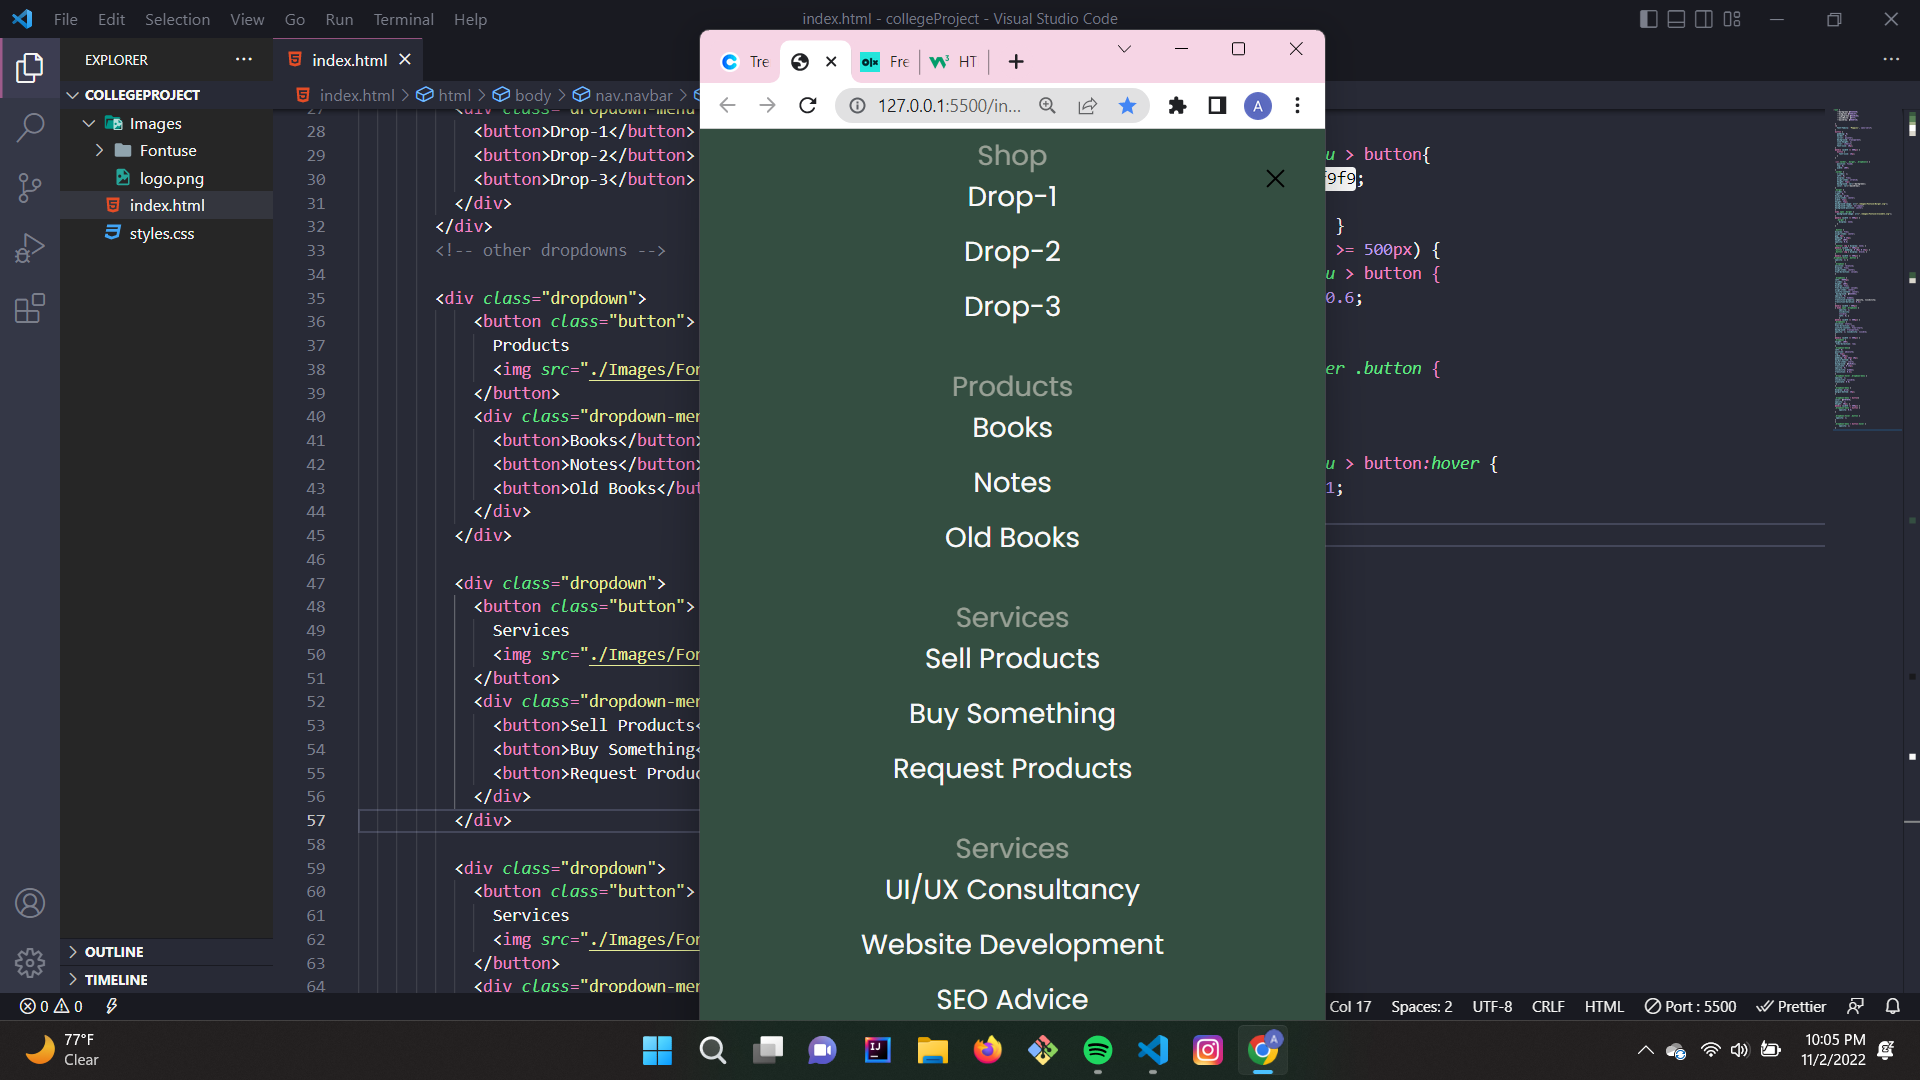 File Edit Selection View Go Run Terminal Help
index.html - collegeProject - Visual Studio Code
EXPLORER
COLLEGEPROJECT
Images
Fontuse
logo.png
index.html
styles.css
OUTLINE
TIMELINE
index.html
index.html > html > body > nav.navbar >
28 <button>Drop-1</button>
29 <button>Drop-2</button>
30 <button>Drop-3</button>
31 </div>
32 </div>
33 <!-- other dropdowns -->
34
35 <div class="dropdown">
36 <button class="button">
37 Products
38 <img src="./Images/Fon
39 </button>
40 <div class="dropdown-men
41 <button>Books</button>
42 <button>Notes</button>
43 <button>Old Books</but
44 </div>
45 </div>
46
47 <div class="dropdown">
48 <button class="button">
49 Services
50 <img src="./Images/Fon
51 </button>
52 <div class="dropdown-men
53 <button>Sell Products<
54 <button>Buy Something<
55 <button>Request Produc
56 </div>
57 </div>
58
59 <div class="dropdown">
60 <button class="button">
61 Services
62 <img src="./Images/Fon
63 </button>
64 <div class="dropdown-men
Tre
Fre
HT
127.0.0.1:5500/in...
A
Shop
Drop-1
Drop-2
Drop-3
Products
Books
Notes
Old Books
Services
Sell Products
Buy Something
Request Products
Services
UI/UX Consultancy
Website Development
SEO Advice
u > button{
f9f9;
}
>= 500px) {
u > button {
0.6;
er .button {
u > button:hover {
1;
0 0
Col 17 Spaces: 2 UTF-8 CRLF HTML Port : 5500 Prettier
77°F
Clear
10:05 PM
11/2/2022